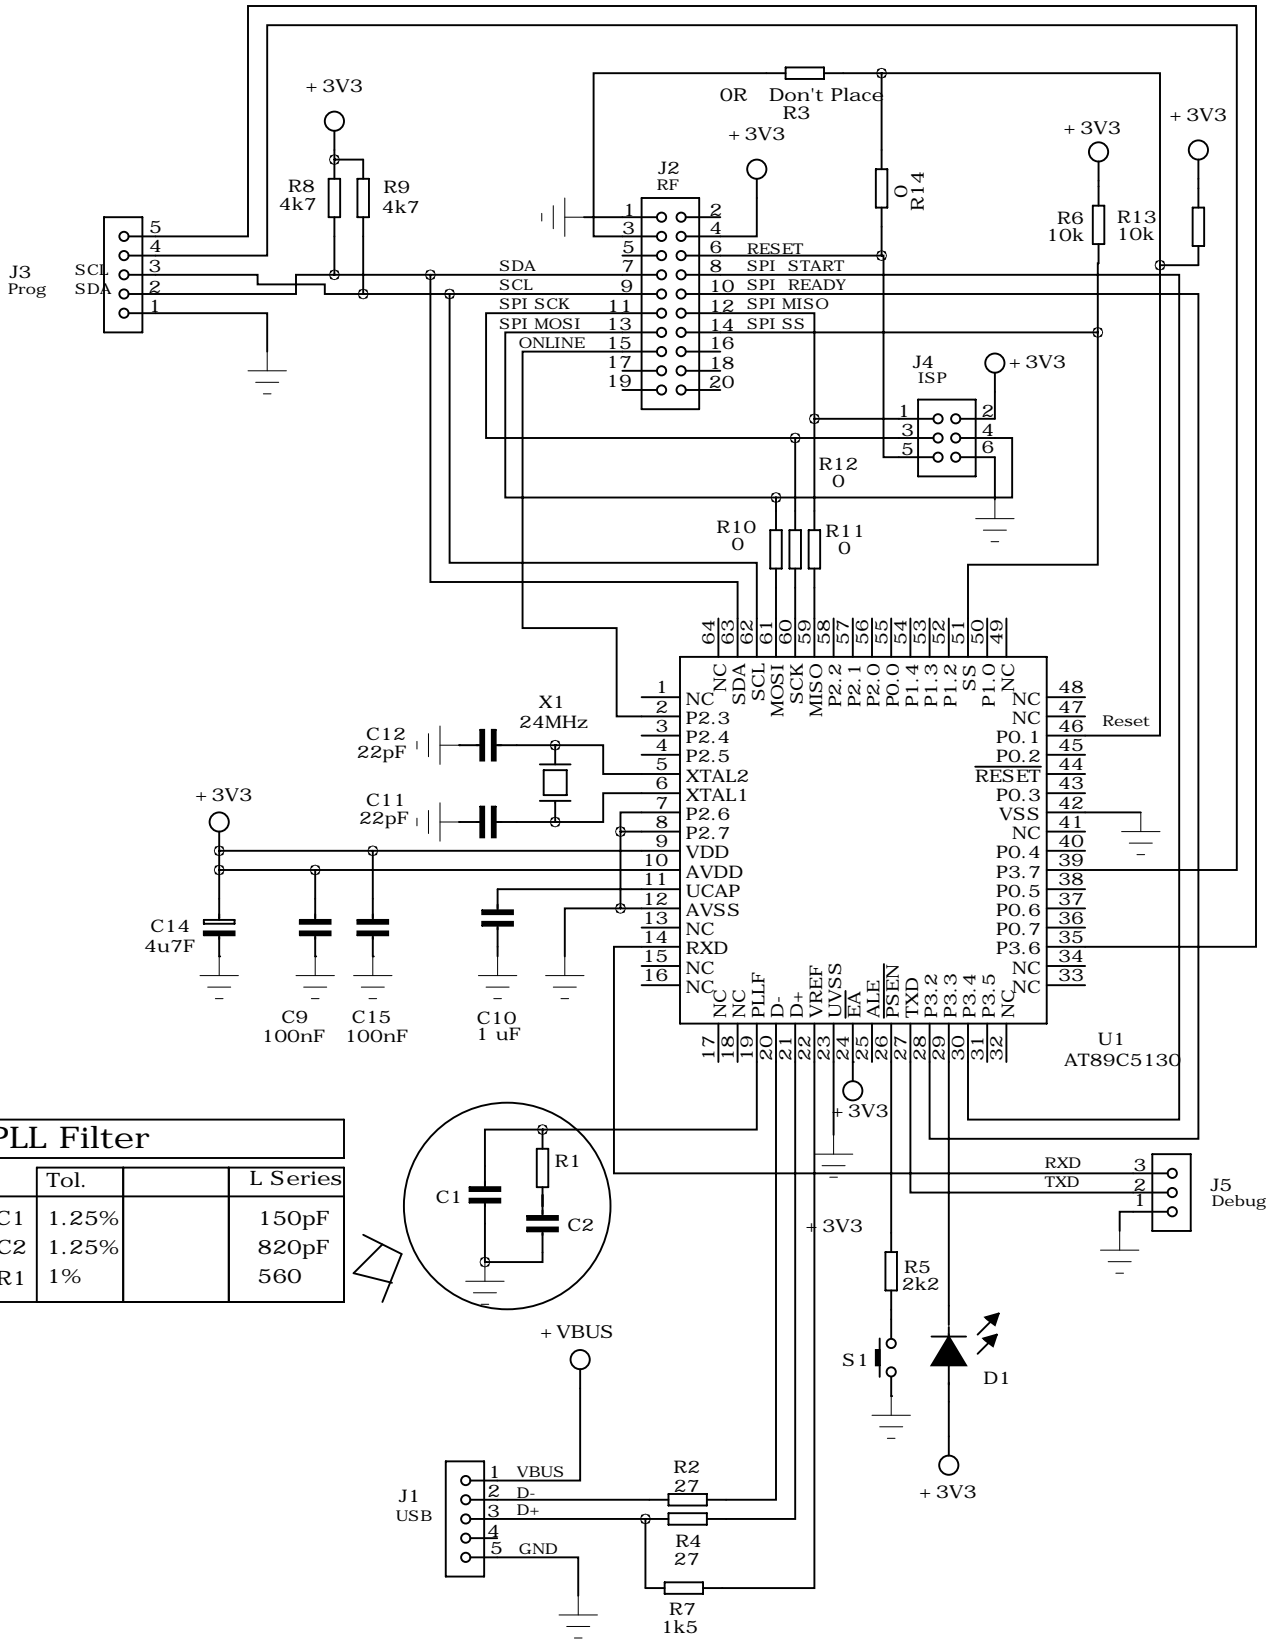 +3V3
0R Don't Place
R3
+3V3
+3V3
+3V3
J2
RF
R8
4k7
R9
4k7
0
R14
R6
10k
R13
10k
J3
Prog
SCL
SDA
5
4
3
2
1
1
3
5
7
9
11
13
15
17
19
2
4
6
8
10
12
14
16
18
20
SDA
SCL
SPI SCK
SPI MOSI
ONLINE
RESET
SPI START
SPI READY
SPI MISO
SPI SS
J4
ISP
+3V3
1
3
5
2
4
6
R12
0
R10
0
R11
0
64
63
62
61
60
59
58
57
56
55
54
53
52
51
50
49
NC
SDA
SCL
MOSI
SCK
MISO
P2.2
P2.1
P2.0
P0.0
P1.4
P1.3
P1.2
SS
P1.0
NC
X1
24MHz
C12
22pF
C11
22pF
+3V3
1
2
3
4
5
6
7
8
9
10
11
12
13
14
15
16
NC
P2.3
P2.4
P2.5
XTAL2
XTAL1
P2.6
P2.7
VDD
AVDD
UCAP
AVSS
NC
RXD
NC
NC
NC
NC
P0.1
P0.2
RESET
P0.3
VSS
NC
P0.4
P3.7
P0.5
P0.6
P0.7
P3.6
NC
NC
48
47
46
45
44
43
42
41
40
39
38
37
36
35
34
33
Reset
C14
4u7F
C9
100nF
C15
100nF
C10
1 uF
NC
NC
PLLF
D-
D+
VREF
UVSS
EA
ALE
PSEN
TXD
P3.2
P3.3
P3.4
P3.5
NC
17
18
19
20
21
22
23
24
25
26
27
28
29
30
31
32
U1
AT89C5130
+3V3
PLL Filter
Tol. L Series
C1 1.25% 150pF
C2 1.25% 820pF
R1 1% 560
R1
C1
C2
RXD
TXD
3
2
1
J5
Debug
+3V3
R5
2k2
S1
D1
+3V3
+VBUS
J1
USB
1 VBUS
2 D-
3 D+
4
5 GND
R2
27
R4
27
R7
1k5